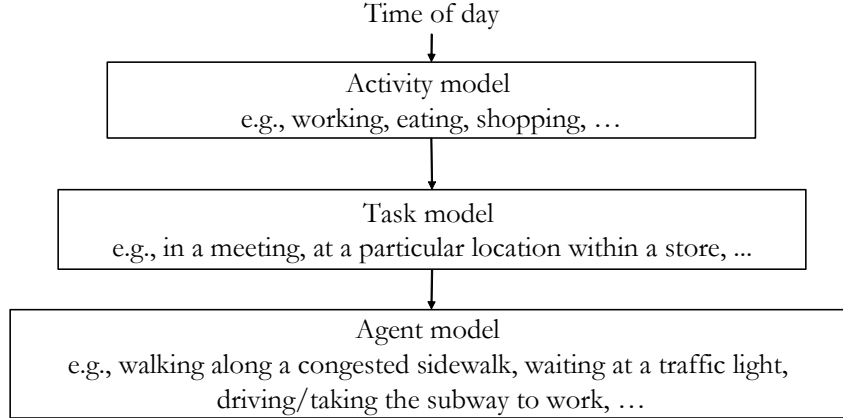 Time of day
Activity model
e.g., working, eating, shopping, …
Task model
e.g., in a meeting, at a particular location within a store, ...
Agent model
e.g., walking along a congested sidewalk, waiting at a traffic light,
driving/taking the subway to work, …